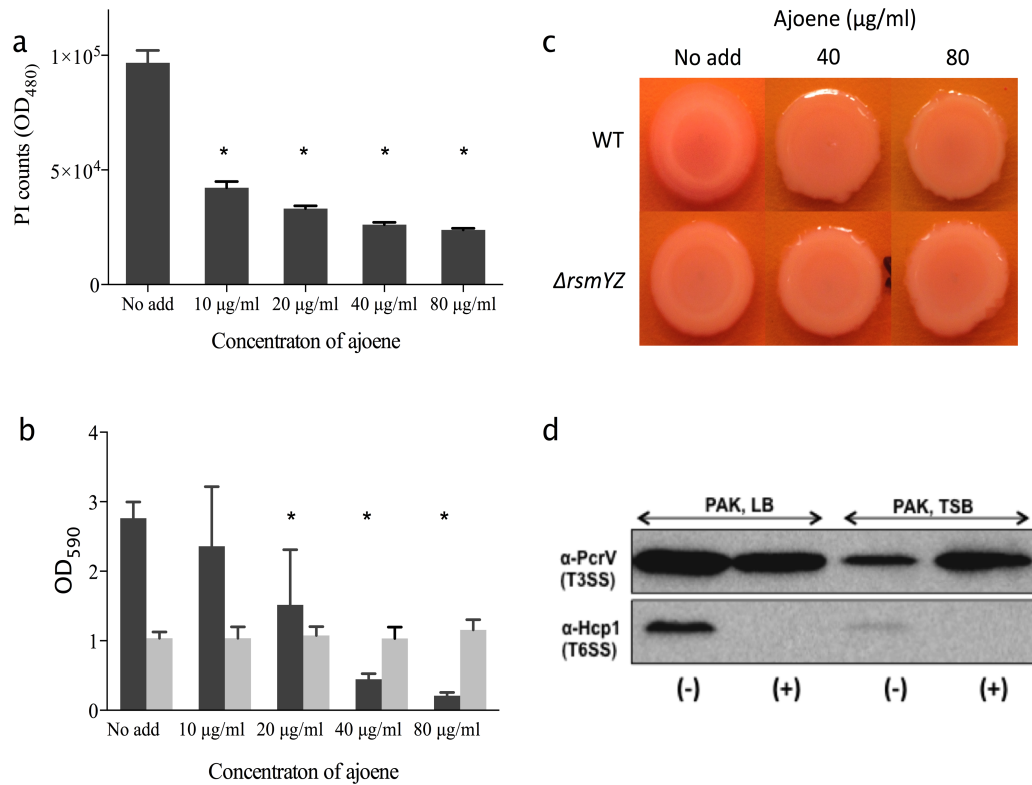 a
PI counts (OD480)
1×10⁵
5×10⁴
0
* * * *
No add 10 μg/ml 20 μg/ml 40 μg/ml 80 μg/ml
Concentraton of ajoene
b
OD590
4
3
2
1
0
* * *
No add 10 μg/ml 20 μg/ml 40 μg/ml 80 μg/ml
Concentraton of ajoene
c
Ajoene (μg/ml)
No add 40 80
WT
ΔrsmYZ
d
PAK, LB PAK, TSB
α-PcrV
(T3SS)
α-Hcp1
(T6SS)
(-) (+) (-) (+)